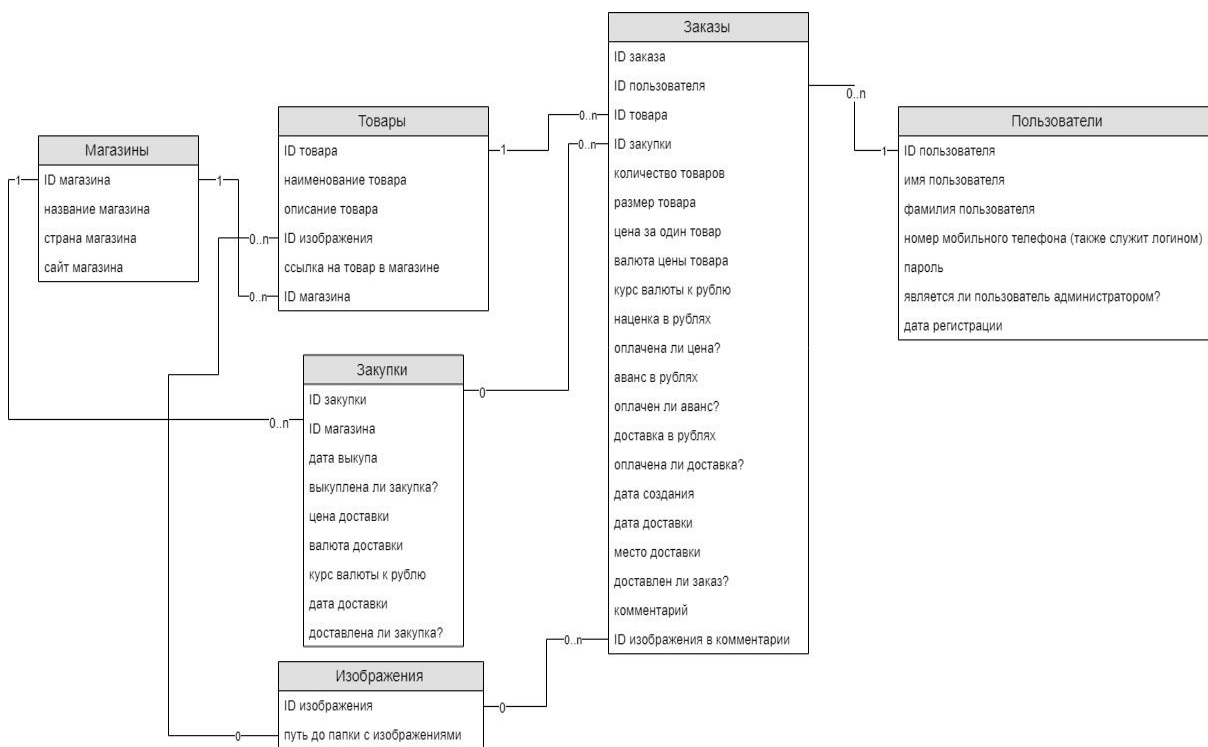 Магазины
ID магазина
название магазина
страна магазина
сайт магазина
Товары
ID товара
наименование товара
описание товара
ID изображения
ссылка на товар в магазине
ID магазина
Закупки
ID закупки
ID магазина
дата выкупа
выкуплена ли закупка?
цена доставки
валюта доставки
курс валюты к рублю
дата доставки
доставлена ли закупка?
Изображения
ID изображения
путь до папки с изображениями
Заказы
ID заказа
ID пользователя
ID товара
ID закупки
количество товаров
размер товара
цена за один товар
валюта цены товара
курс валюты к рублю
наценка в рублях
оплачена ли цена?
аванс в рублях
оплачен ли аванс?
доставка в рублях
оплачена ли доставка?
дата создания
дата доставки
место доставки
доставлен ли заказ?
комментарий
ID изображения в комментарии
Пользователи
ID пользователя
имя пользователя
фамилия пользователя
номер мобильного телефона (также служит логином)
пароль
является ли пользователь администратором?
дата регистрации
1
1
0..n
0..n
0..n
1
0..n
0..n
0
0..n
1
0..n
0
0